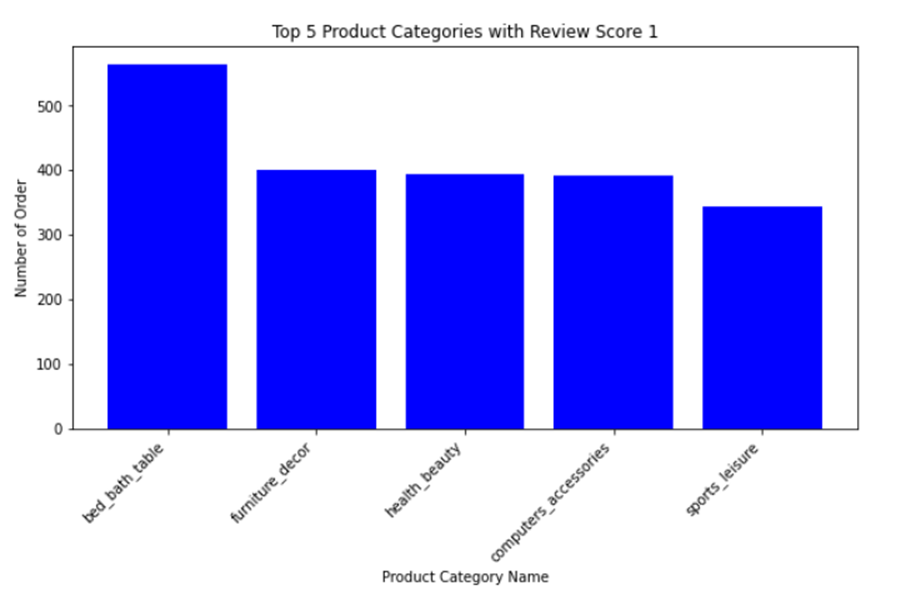 Top 5 Product Categories with Review Score 1
Number of Order
500
400
300
200
100
0
bed_bath_table
furniture_decor
health_beauty
computers_accessories
sports_leisure
Product Category Name